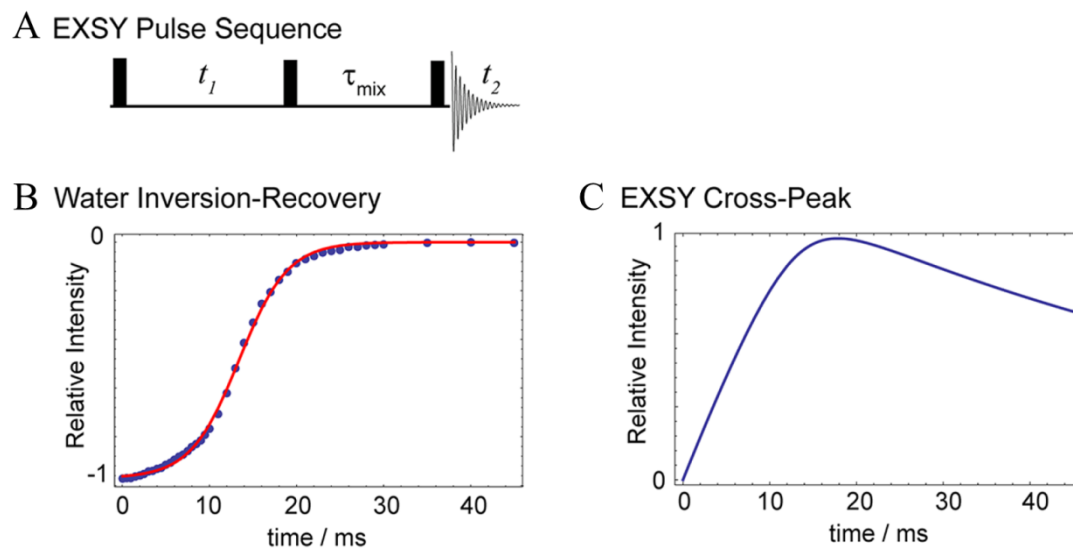 A EXSY Pulse Sequence
t1 τmix t2
B Water Inversion-Recovery
0
-1
Relative Intensity
0 10 20 30 40
time / ms
C EXSY Cross-Peak
1
0
Relative Intensity
0 10 20 30 40
time / ms